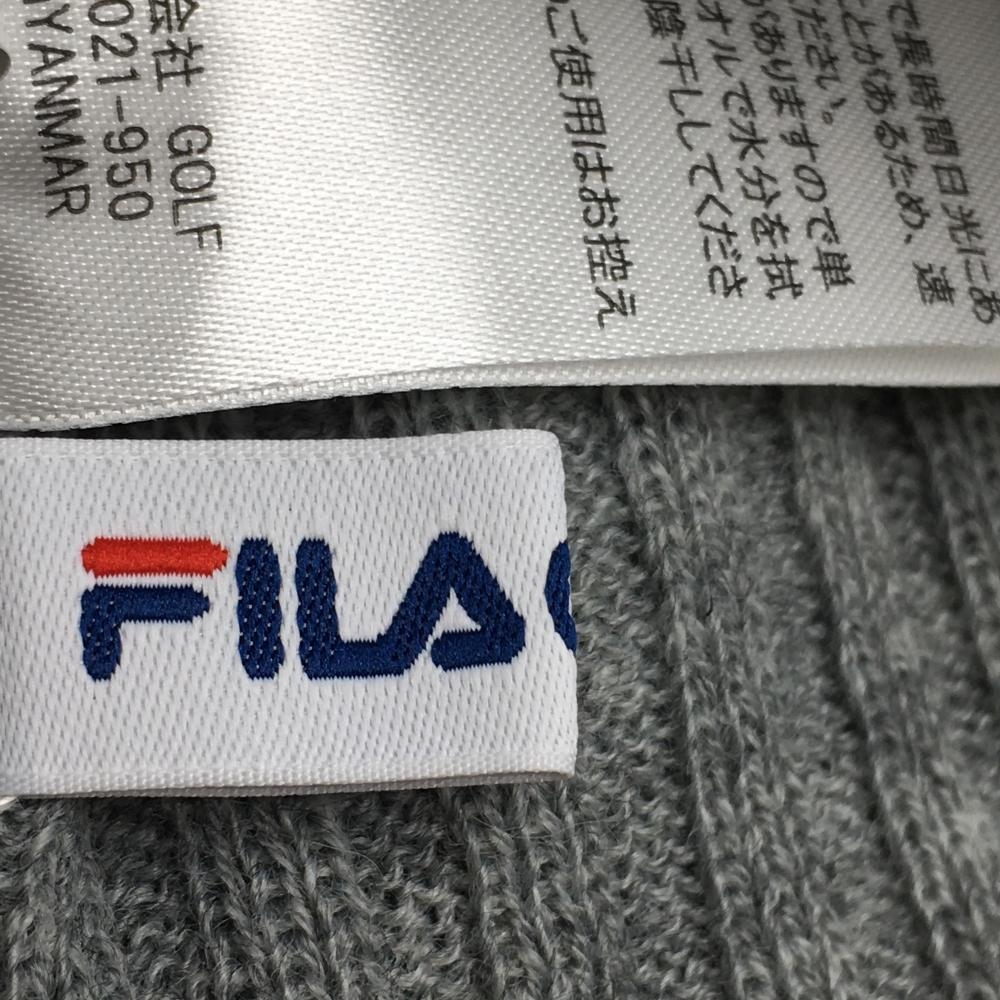 で長時間日光にあ
とがあるため、速
ださい。
がありますので単
オルで水分を拭
陰干ししてくださ
ご使用はお控え
会社 GOLF
021-950
YANMAR
FILA